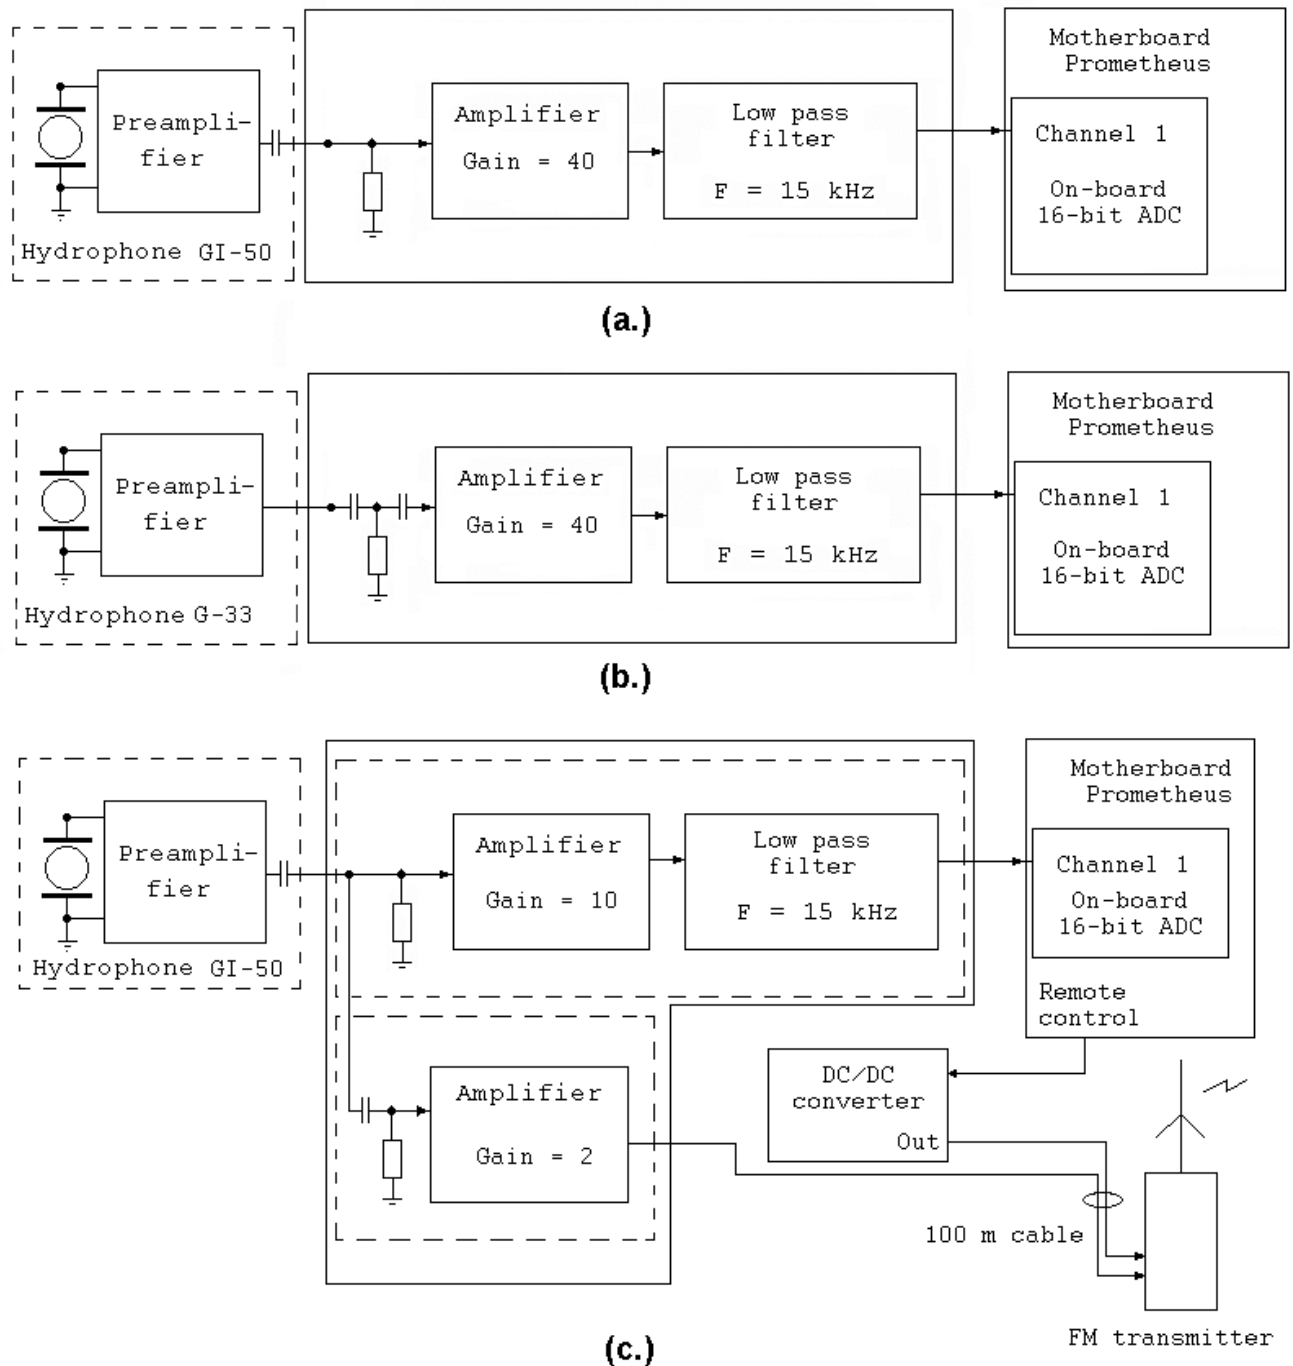 Motherboard
Prometheus
Preampli-
fier
Amplifier
Gain = 40
Low pass
filter
F = 15 kHz
Channel 1
On-board
16-bit ADC
Hydrophone GI-50
(a.)
Motherboard
Prometheus
Preampli-
fier
Amplifier
Gain = 40
Low pass
filter
F = 15 kHz
Channel 1
On-board
16-bit ADC
Hydrophone G-33
(b.)
Motherboard
Prometheus
Preampli-
fier
Amplifier
Gain = 10
Low pass
filter
F = 15 kHz
Channel 1
On-board
16-bit ADC
Hydrophone GI-50
Remote
control
Amplifier
Gain = 2
DC/DC
converter
Out
100 m cable
FM transmitter
(c.)